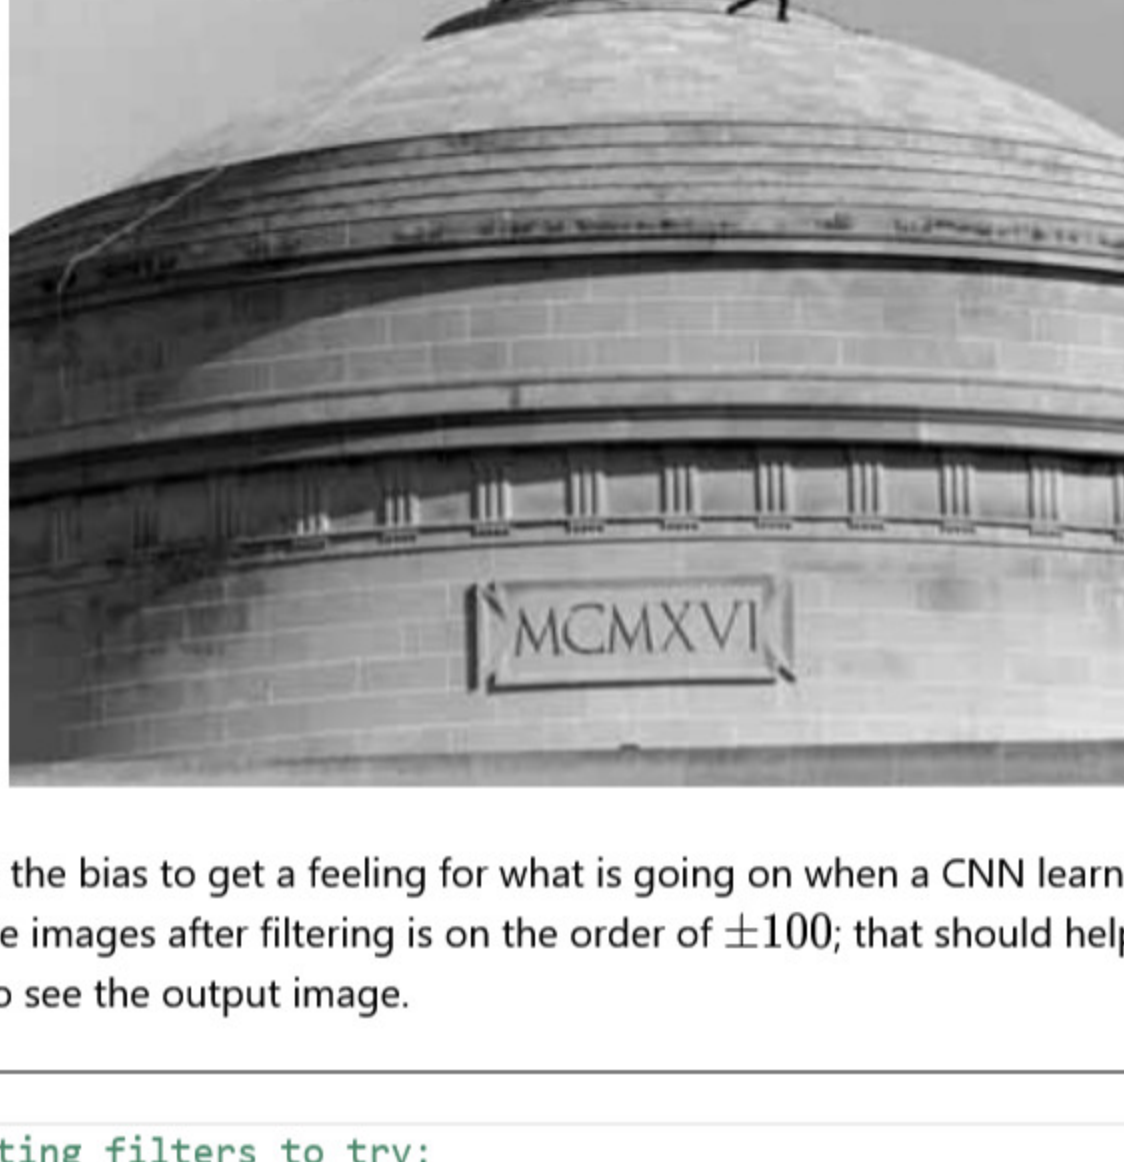 MCMXVI
the bias to get a feeling for what is going on when a CNN learn
e images after filtering is on the order of ±100; that should help
o see the output image.
ting filters to try: